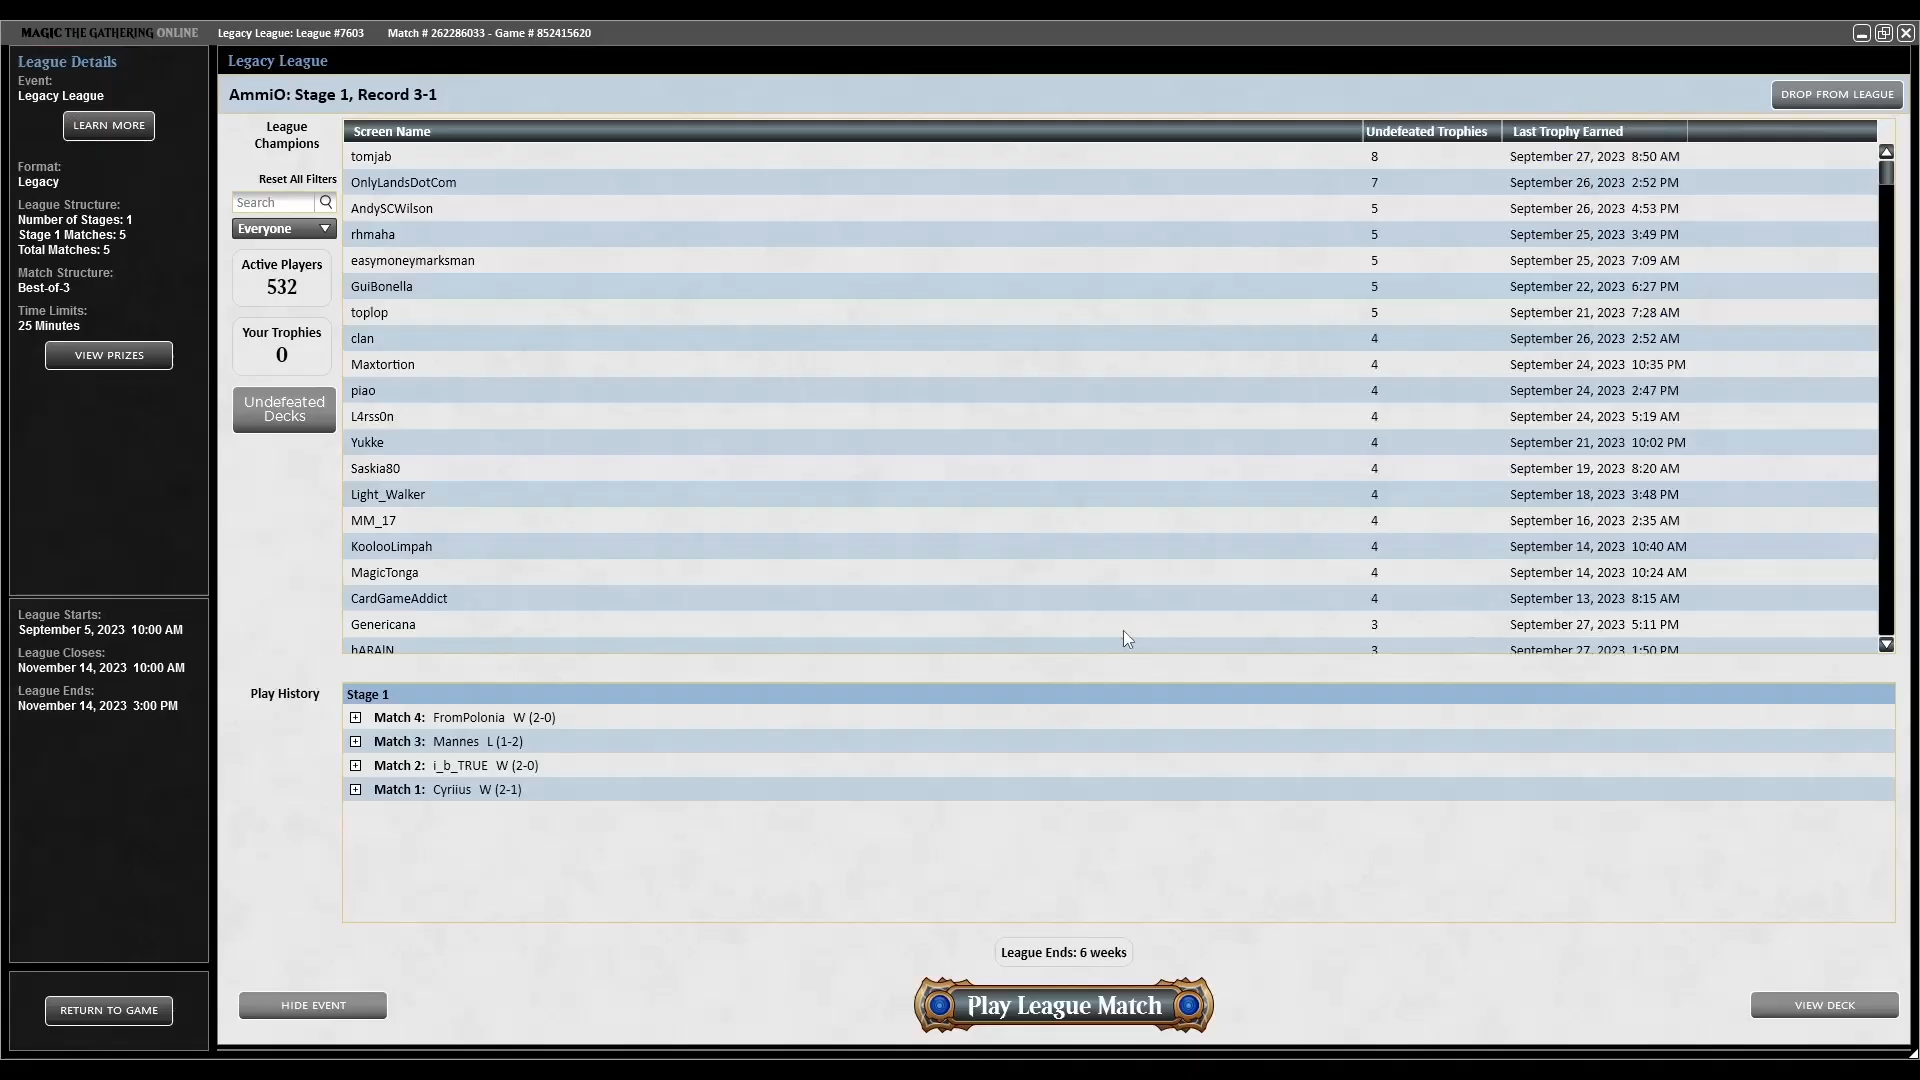 MAGIC THE GATHERING ONLINE Legacy League: League #7603 Match # 262286033 - Game # 852415620
League Details
Event:
Legacy League
LEARN MORE
Format:
Legacy
League Structure:
Number of Stages: 1
Stage 1 Matches: 5
Total Matches: 5
Match Structure:
Best-of-3
Time Limits:
25 Minutes
VIEW PRIZES
League Starts:
September 5, 2023 10:00 AM
League Closes:
November 14, 2023 10:00 AM
League Ends:
November 14, 2023 3:00 PM
RETURN TO GAME
Legacy League
AmmiO: Stage 1, Record 3-1
DROP FROM LEAGUE
League
Champions
Reset All Filters
Search
Everyone
Active Players
532
Your Trophies
0
Undefeated
Decks
Screen Name Undefeated Trophies Last Trophy Earned
tomjab 8 September 27, 2023 8:50 AM
OnlyLandsDotCom 7 September 26, 2023 2:52 PM
AndySCWilson 5 September 26, 2023 4:53 PM
rhmaha 5 September 25, 2023 3:49 PM
easymoneymarksman 5 September 25, 2023 7:09 AM
GuiBonella 5 September 22, 2023 6:27 PM
toplop 5 September 21, 2023 7:28 AM
clan 4 September 26, 2023 2:52 AM
Maxtortion 4 September 24, 2023 10:35 PM
piao 4 September 24, 2023 2:47 PM
L4rss0n 4 September 24, 2023 5:19 AM
Yukke 4 September 21, 2023 10:02 PM
Saskia80 4 September 19, 2023 8:20 AM
Light_Walker 4 September 18, 2023 3:48 PM
MM_17 4 September 16, 2023 2:35 AM
KoolooLimpah 4 September 14, 2023 10:40 AM
MagicTonga 4 September 14, 2023 10:24 AM
CardGameAddict 4 September 13, 2023 8:15 AM
Genericana 3 September 27, 2023 5:11 PM
3 September 27, 2023 1:50 PM
Play History
Stage 1
Match 4: FromPolonia W (2-0)
Match 3: Mannes L (1-2)
Match 2: i_b_TRUE W (2-0)
Match 1: Cyriius W (2-1)
League Ends: 6 weeks
HIDE EVENT
Play League Match
VIEW DECK